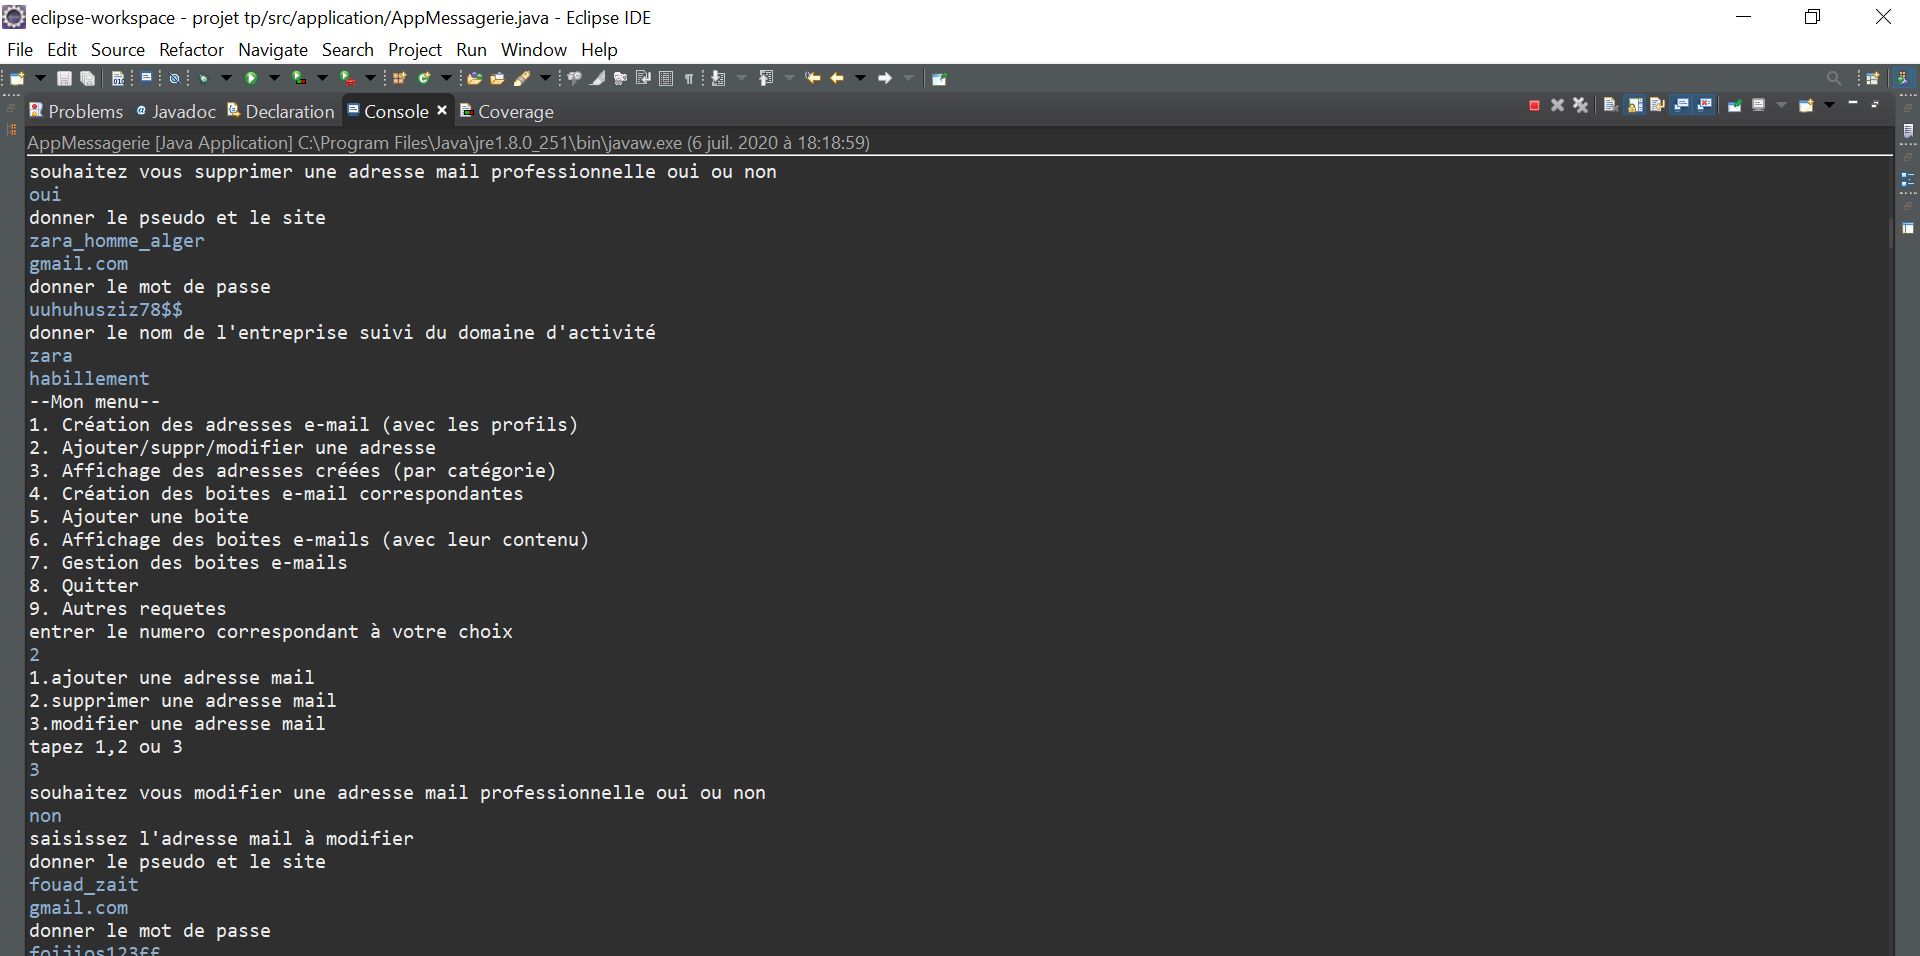 eclipse-workspace - projet tp/src/application/AppMessagerie.java - Eclipse IDE
File Edit Source Refactor Navigate Search Project Run Window Help
Problems Javadoc Declaration Console Coverage
AppMessagerie [Java Application] C:\Program Files\Java\jre1.8.0_251\bin\javaw.exe (6 juil. 2020 à 18:18:59)
souhaitez vous supprimer une adresse mail professionnelle oui ou non
oui
donner le pseudo et le site
zara_homme_alger
gmail.com
donner le mot de passe
uuhuhusziz78$$
donner le nom de l'entreprise suivi du domaine d'activité
zara
habillement
--Mon menu--
1. Création des adresses e-mail (avec les profils)
2. Ajouter/suppr/modifier une adresse
3. Affichage des adresses créées (par catégorie)
4. Création des boites e-mail correspondantes
5. Ajouter une boite
6. Affichage des boites e-mails (avec leur contenu)
7. Gestion des boites e-mails
8. Quitter
9. Autres requetes
entrer le numero correspondant à votre choix
2
1.ajouter une adresse mail
2.supprimer une adresse mail
3.modifier une adresse mail
tapez 1,2 ou 3
3
souhaitez vous modifier une adresse mail professionnelle oui ou non
non
saisissez l'adresse mail à modifier
donner le pseudo et le site
fouad_zait
gmail.com
donner le mot de passe